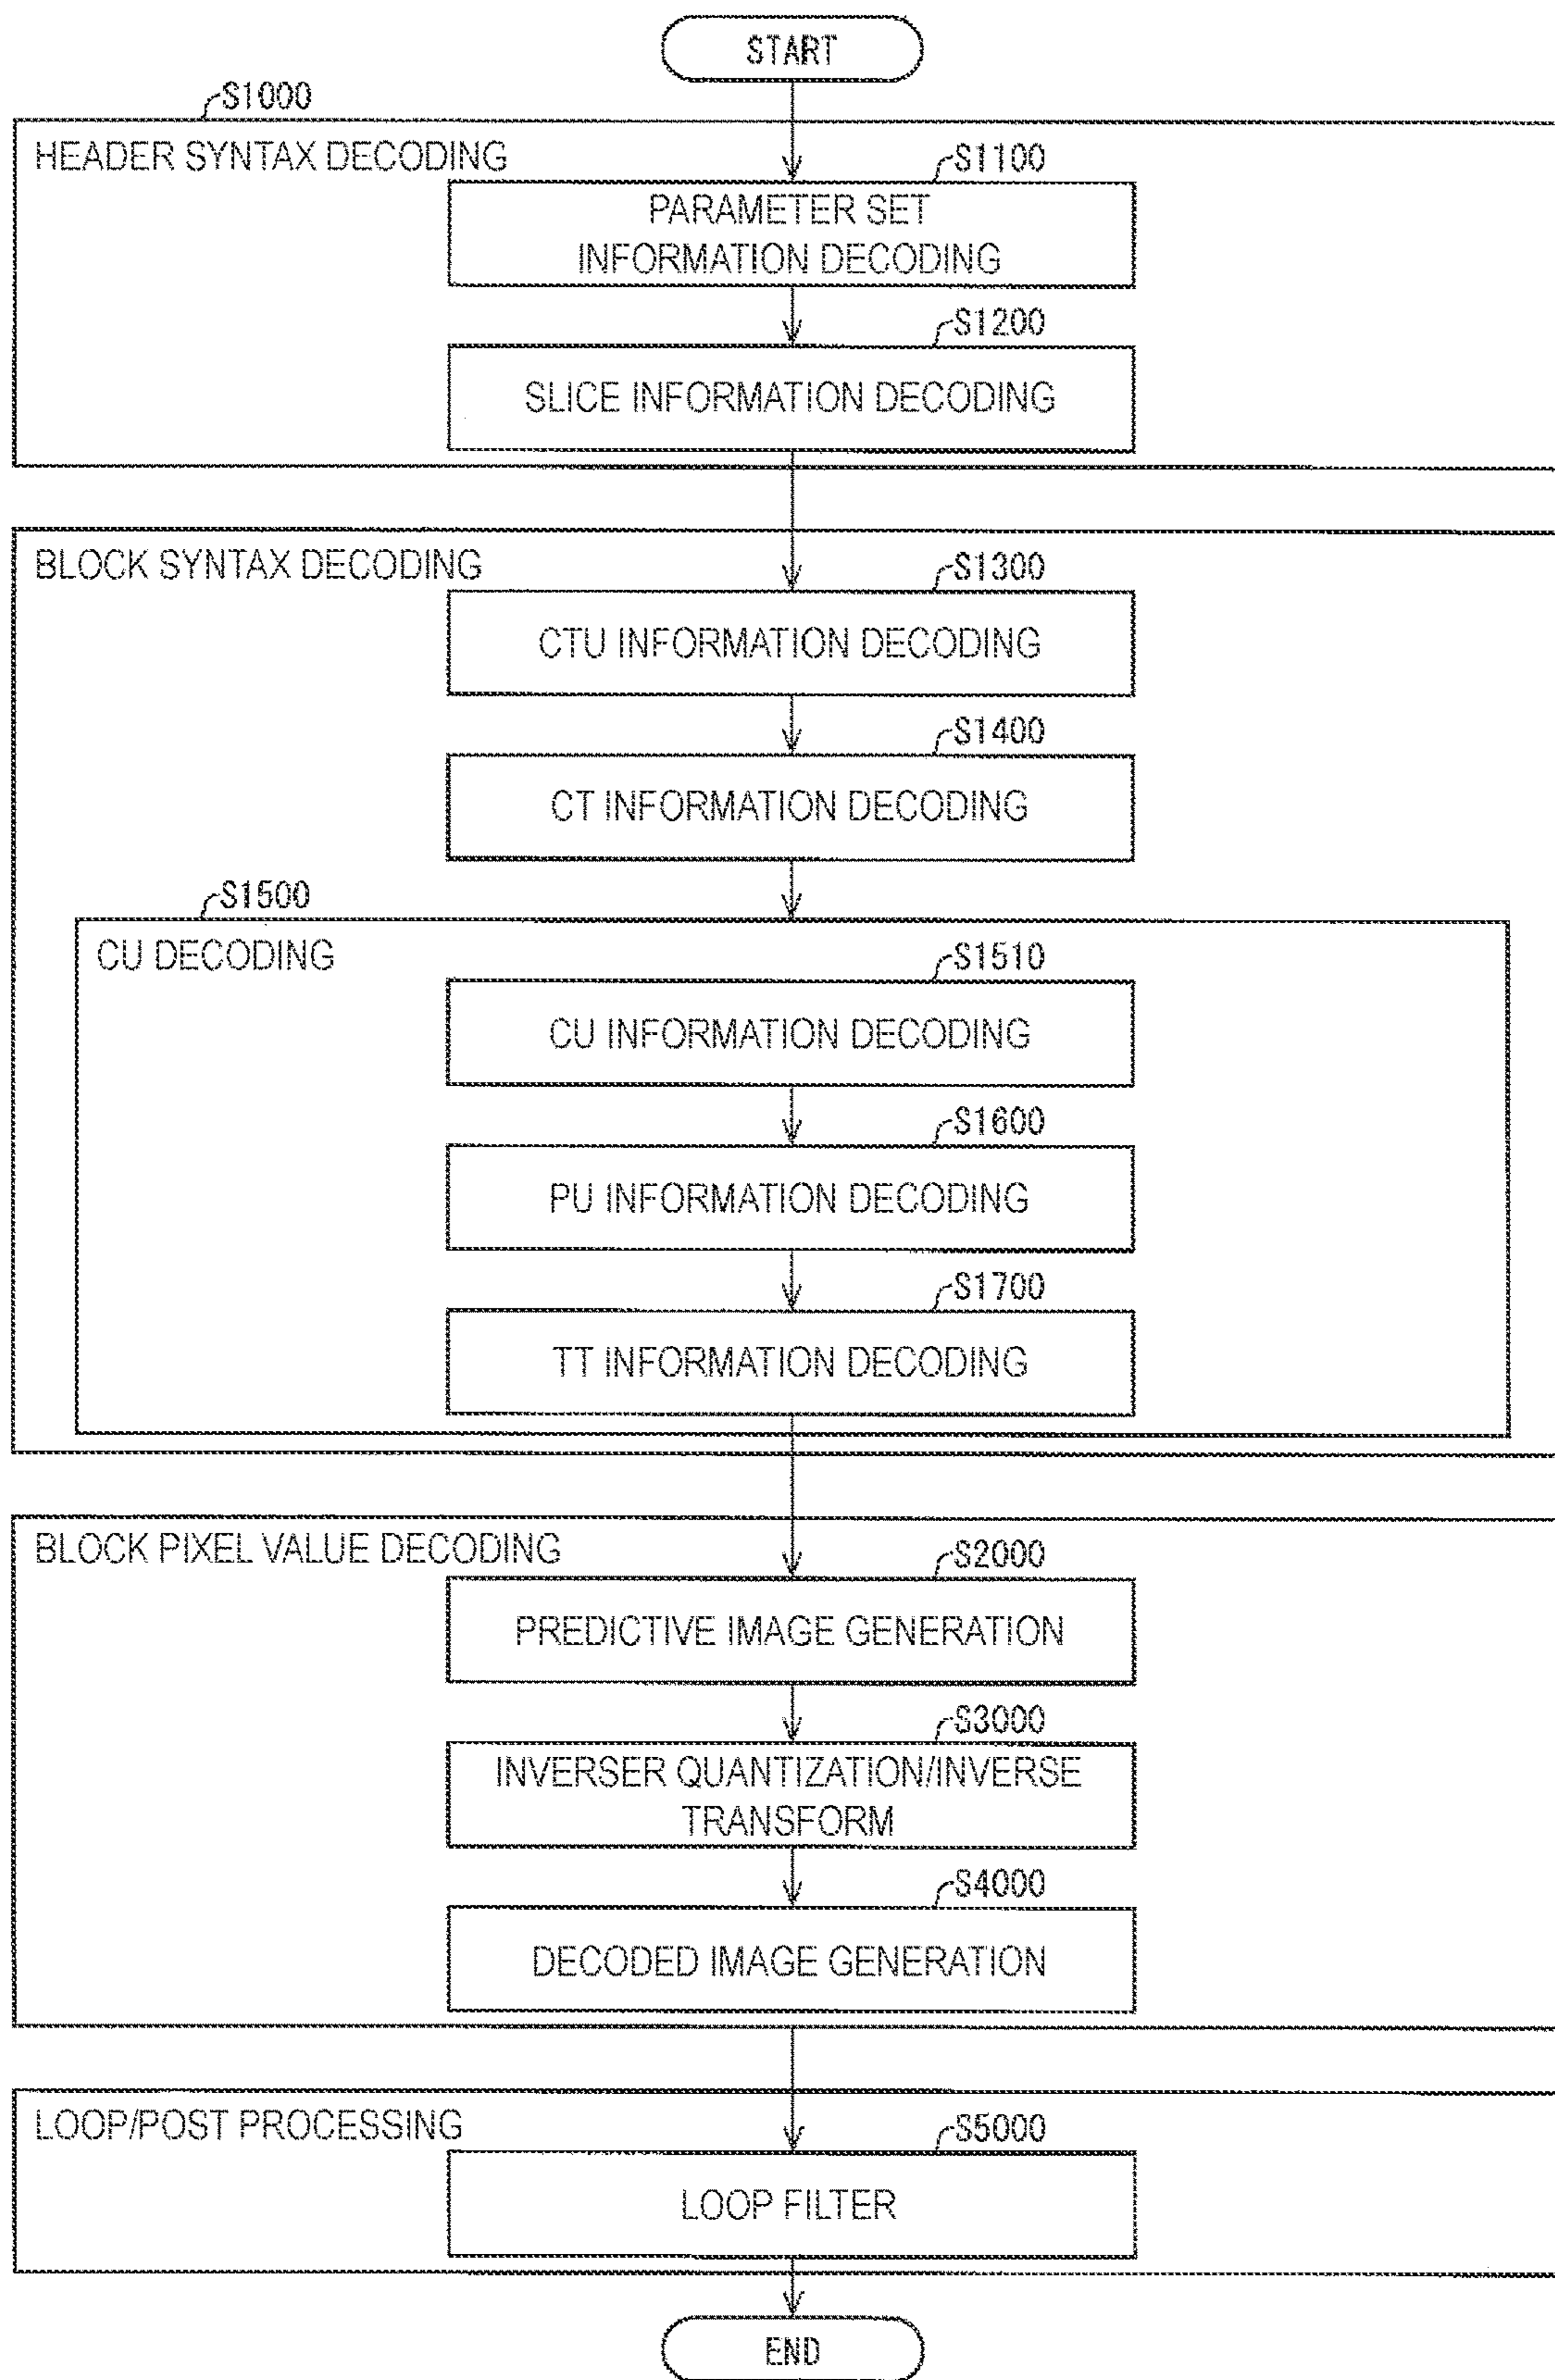 START
S1000
HEADER SYNTAX DECODING
S1100
PARAMETER SET
INFORMATION DECODING
S1200
SLICE INFORMATION DECODING
BLOCK SYNTAX DECODING
S1300
CTU INFORMATION DECODING
S1400
CT INFORMATION DECODING
S1500
CU DECODING
S1510
CU INFORMATION DECODING
S1600
PU INFORMATION DECODING
S1700
TT INFORMATION DECODING
BLOCK PIXEL VALUE DECODING
S2000
PREDICTIVE IMAGE GENERATION
S3000
INVERSER QUANTIZATION/INVERSE
TRANSFORM
S4000
DECODED IMAGE GENERATION
LOOP/POST PROCESSING
S5000
LOOP FILTER
END